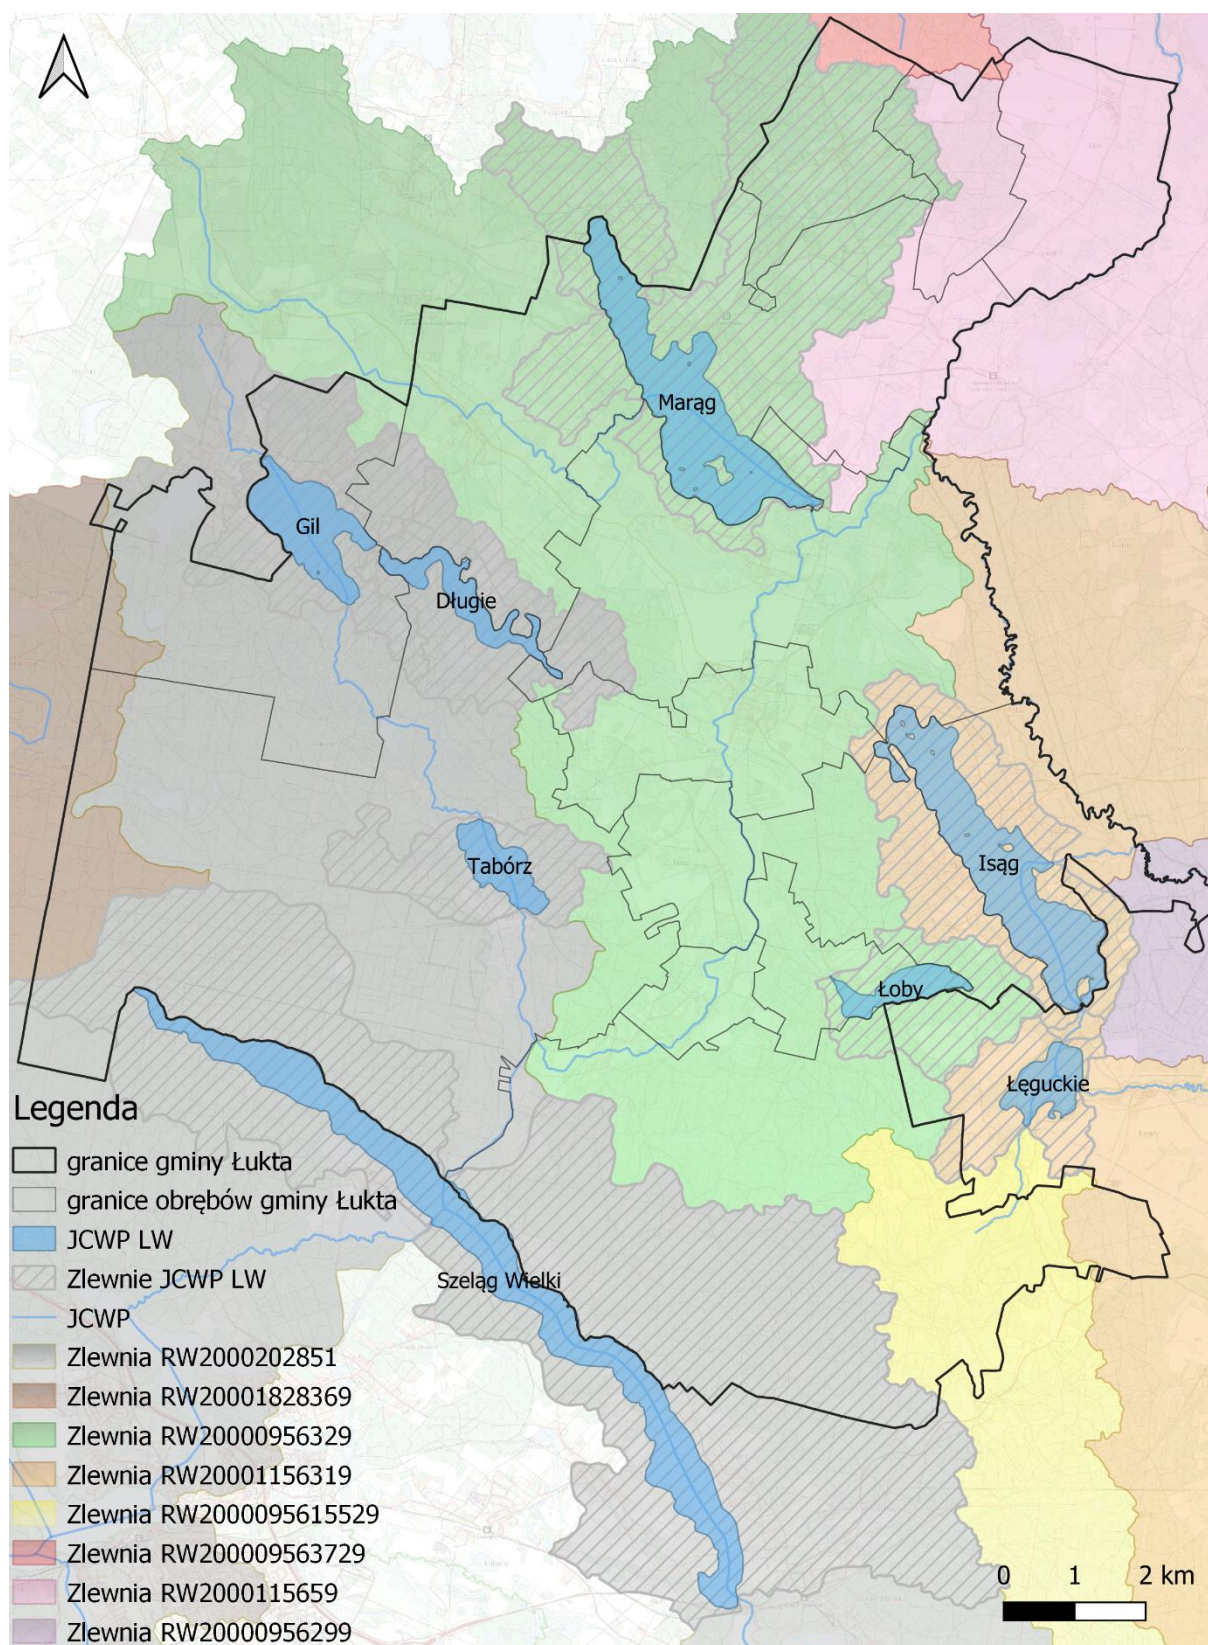 Marąg
Gil
Długie
Tabórz
Isąg
Łoby
Łęguckie
Szeląg Wielki
Legenda
granice gminy Łukta
granice obrębów gminy Łukta
JCWP LW
Zlewnie JCWP LW
JCWP
Zlewnia RW2000202851
Zlewnia RW20001828369
Zlewnia RW20000956329
Zlewnia RW20001156319
Zlewnia RW2000095615529
Zlewnia RW200009563729
Zlewnia RW2000115659
Zlewnia RW20000956299
0 1 2 km